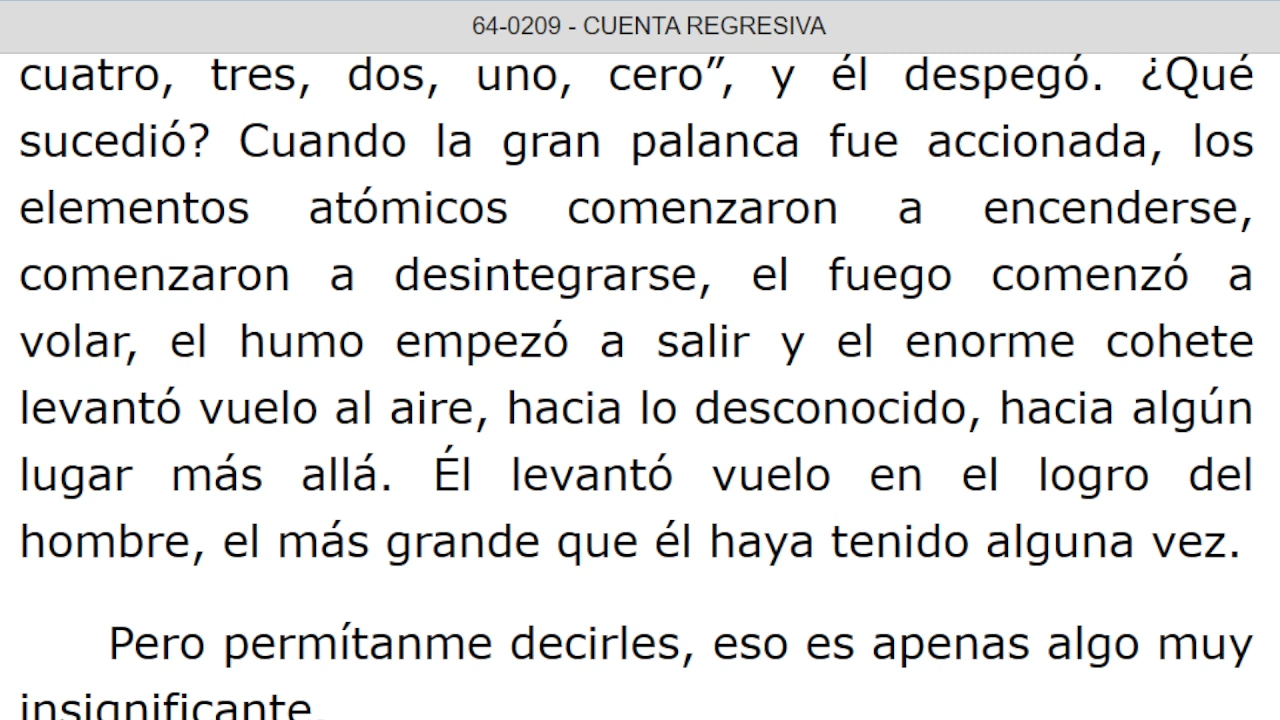 64-0209 - CUENTA REGRESIVA
cuatro, tres, dos, uno, cero”, y él despegó. ¿Qué
sucedió? Cuando la gran palanca fue accionada, los
elementos atómicos comenzaron a encenderse,
comenzaron a desintegrarse, el fuego comenzó a
volar, el humo empezó a salir y el enorme cohete
levantó vuelo al aire, hacia lo desconocido, hacia algún
lugar más allá. Él levantó vuelo en el logro del
hombre, el más grande que él haya tenido alguna vez.
Pero permítanme decirles, eso es apenas algo muy
insignificante.